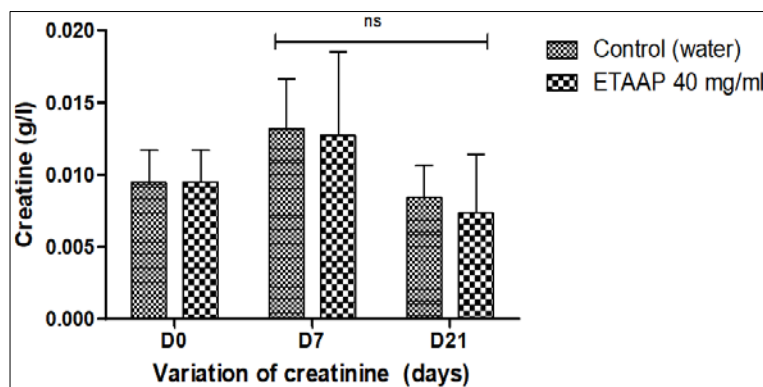 ns
0.020
0.015
0.010
0.005
0.000
Creatine (g/l)
D0 D7 D21
Variation of creatinine (days)
Control (water)
ETAAP 40 mg/ml